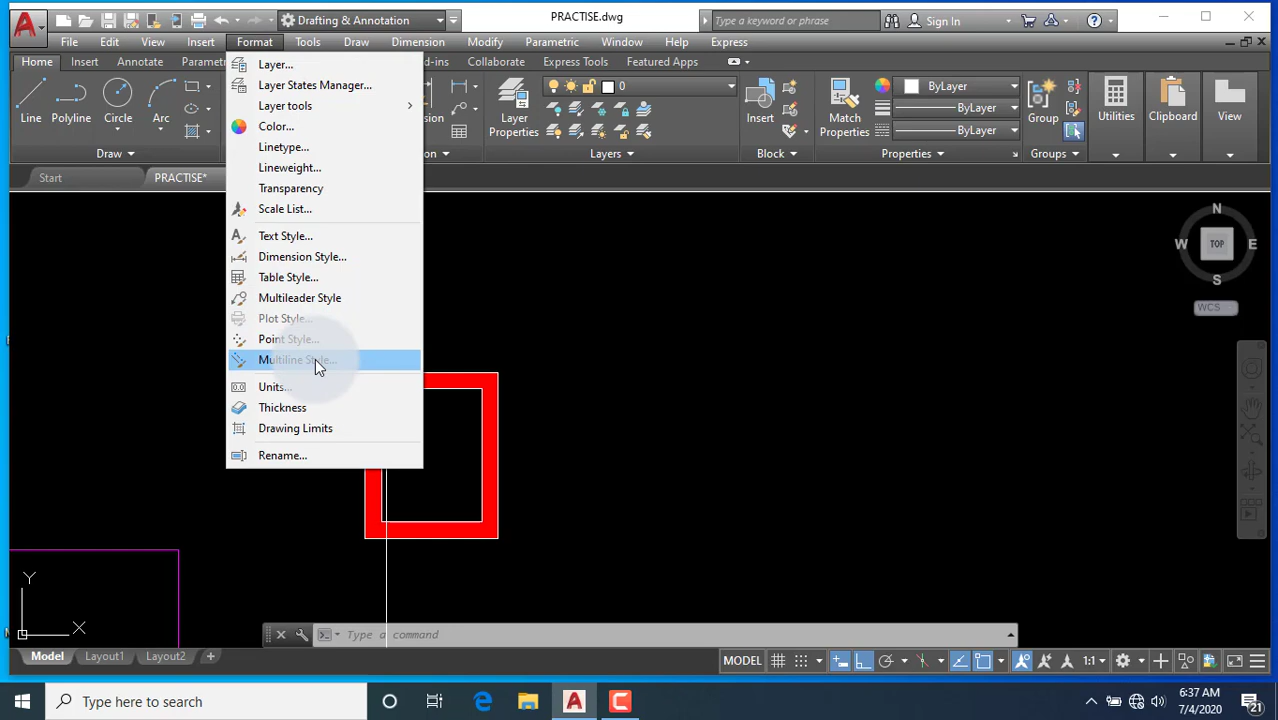 Drafting & Annotation
PRACTISE.dwg
Type a keyword or phrase
Sign In
File Edit View Insert Format Tools Draw Dimension Modify Parametric Window Help Express
Home Insert Annotate Parame d-ins Collaborate Express Tools Featured Apps
Layer...
Layer States Manager...
Layer tools
Color...
Linetype...
Lineweight...
Transparency
Scale List...
Text Style...
Dimension Style...
Table Style...
Multileader Style
Plot Style...
Point Style...
Multiline Style...
Units...
Thickness
Drawing Limits
Rename...
Line Polyline Circle Arc
Draw
nsion
Layer
Properties
0
Layers
Insert
Block
Match
Properties
ByLayer
ByLayer
ByLayer
Properties
Group
Groups
Utilities
Clipboard
View
Start
PRACTISE*
N
W TOP E
S
WCS
Y
X
Type a command
Model Layout1 Layout2 +
MODEL
1:1
Type here to search
6:37 AM
7/4/2020
21